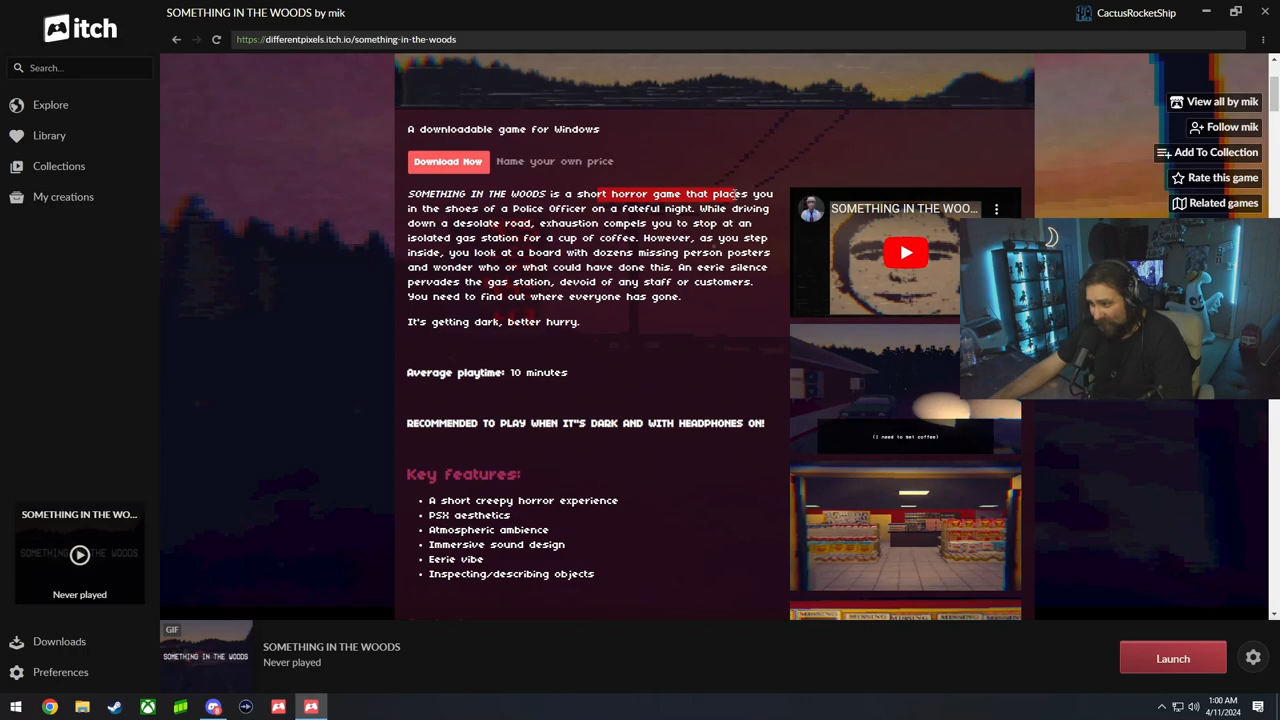 itch
SOMETHING IN THE WOODS by mik
CactusRocketShip
https://differentpixels.itch.io/something-in-the-woods
Search...
Explore
Library
Collections
My creations
A downloadable game for Windows
Download Now
Name your own price
SOMETHING IN THE WOODS is a short horror game that places you
in the shoes of a Police Officer on a fateful night. While driving
down a desolate road, exhaustion compels you to stop at an
isolated gas station for a cup of coffee. However, as you step
inside, you look at a board with dozens missing person posters
and wonder who or what could have done this. An eerie silence
pervades the gas station, devoid of any staff or customers.
You need to find out where everyone has gone.
It's getting dark, better hurry.
Average playtime: 10 minutes
RECOMMENDED TO PLAY WHEN IT"S DARK AND WITH HEADPHONES ON!
Key features:
• A short creepy horror experience
• PSX aesthetics
• Atmospheric ambience
• Immersive sound design
• Eerie vibe
• Inspecting/describing objects
SOMETHING IN THE WOO...
(I need to get coffee)
View all by mik
Follow mik
Add To Collection
Rate this game
Related games
SOMETHING IN THE WO...
SOMETHING IN THE WOODS
Never played
Downloads
Preferences
GIF
SOMETHING IN THE WOODS
SOMETHING IN THE WOODS
Never played
Launch
1:00 AM
4/11/2024